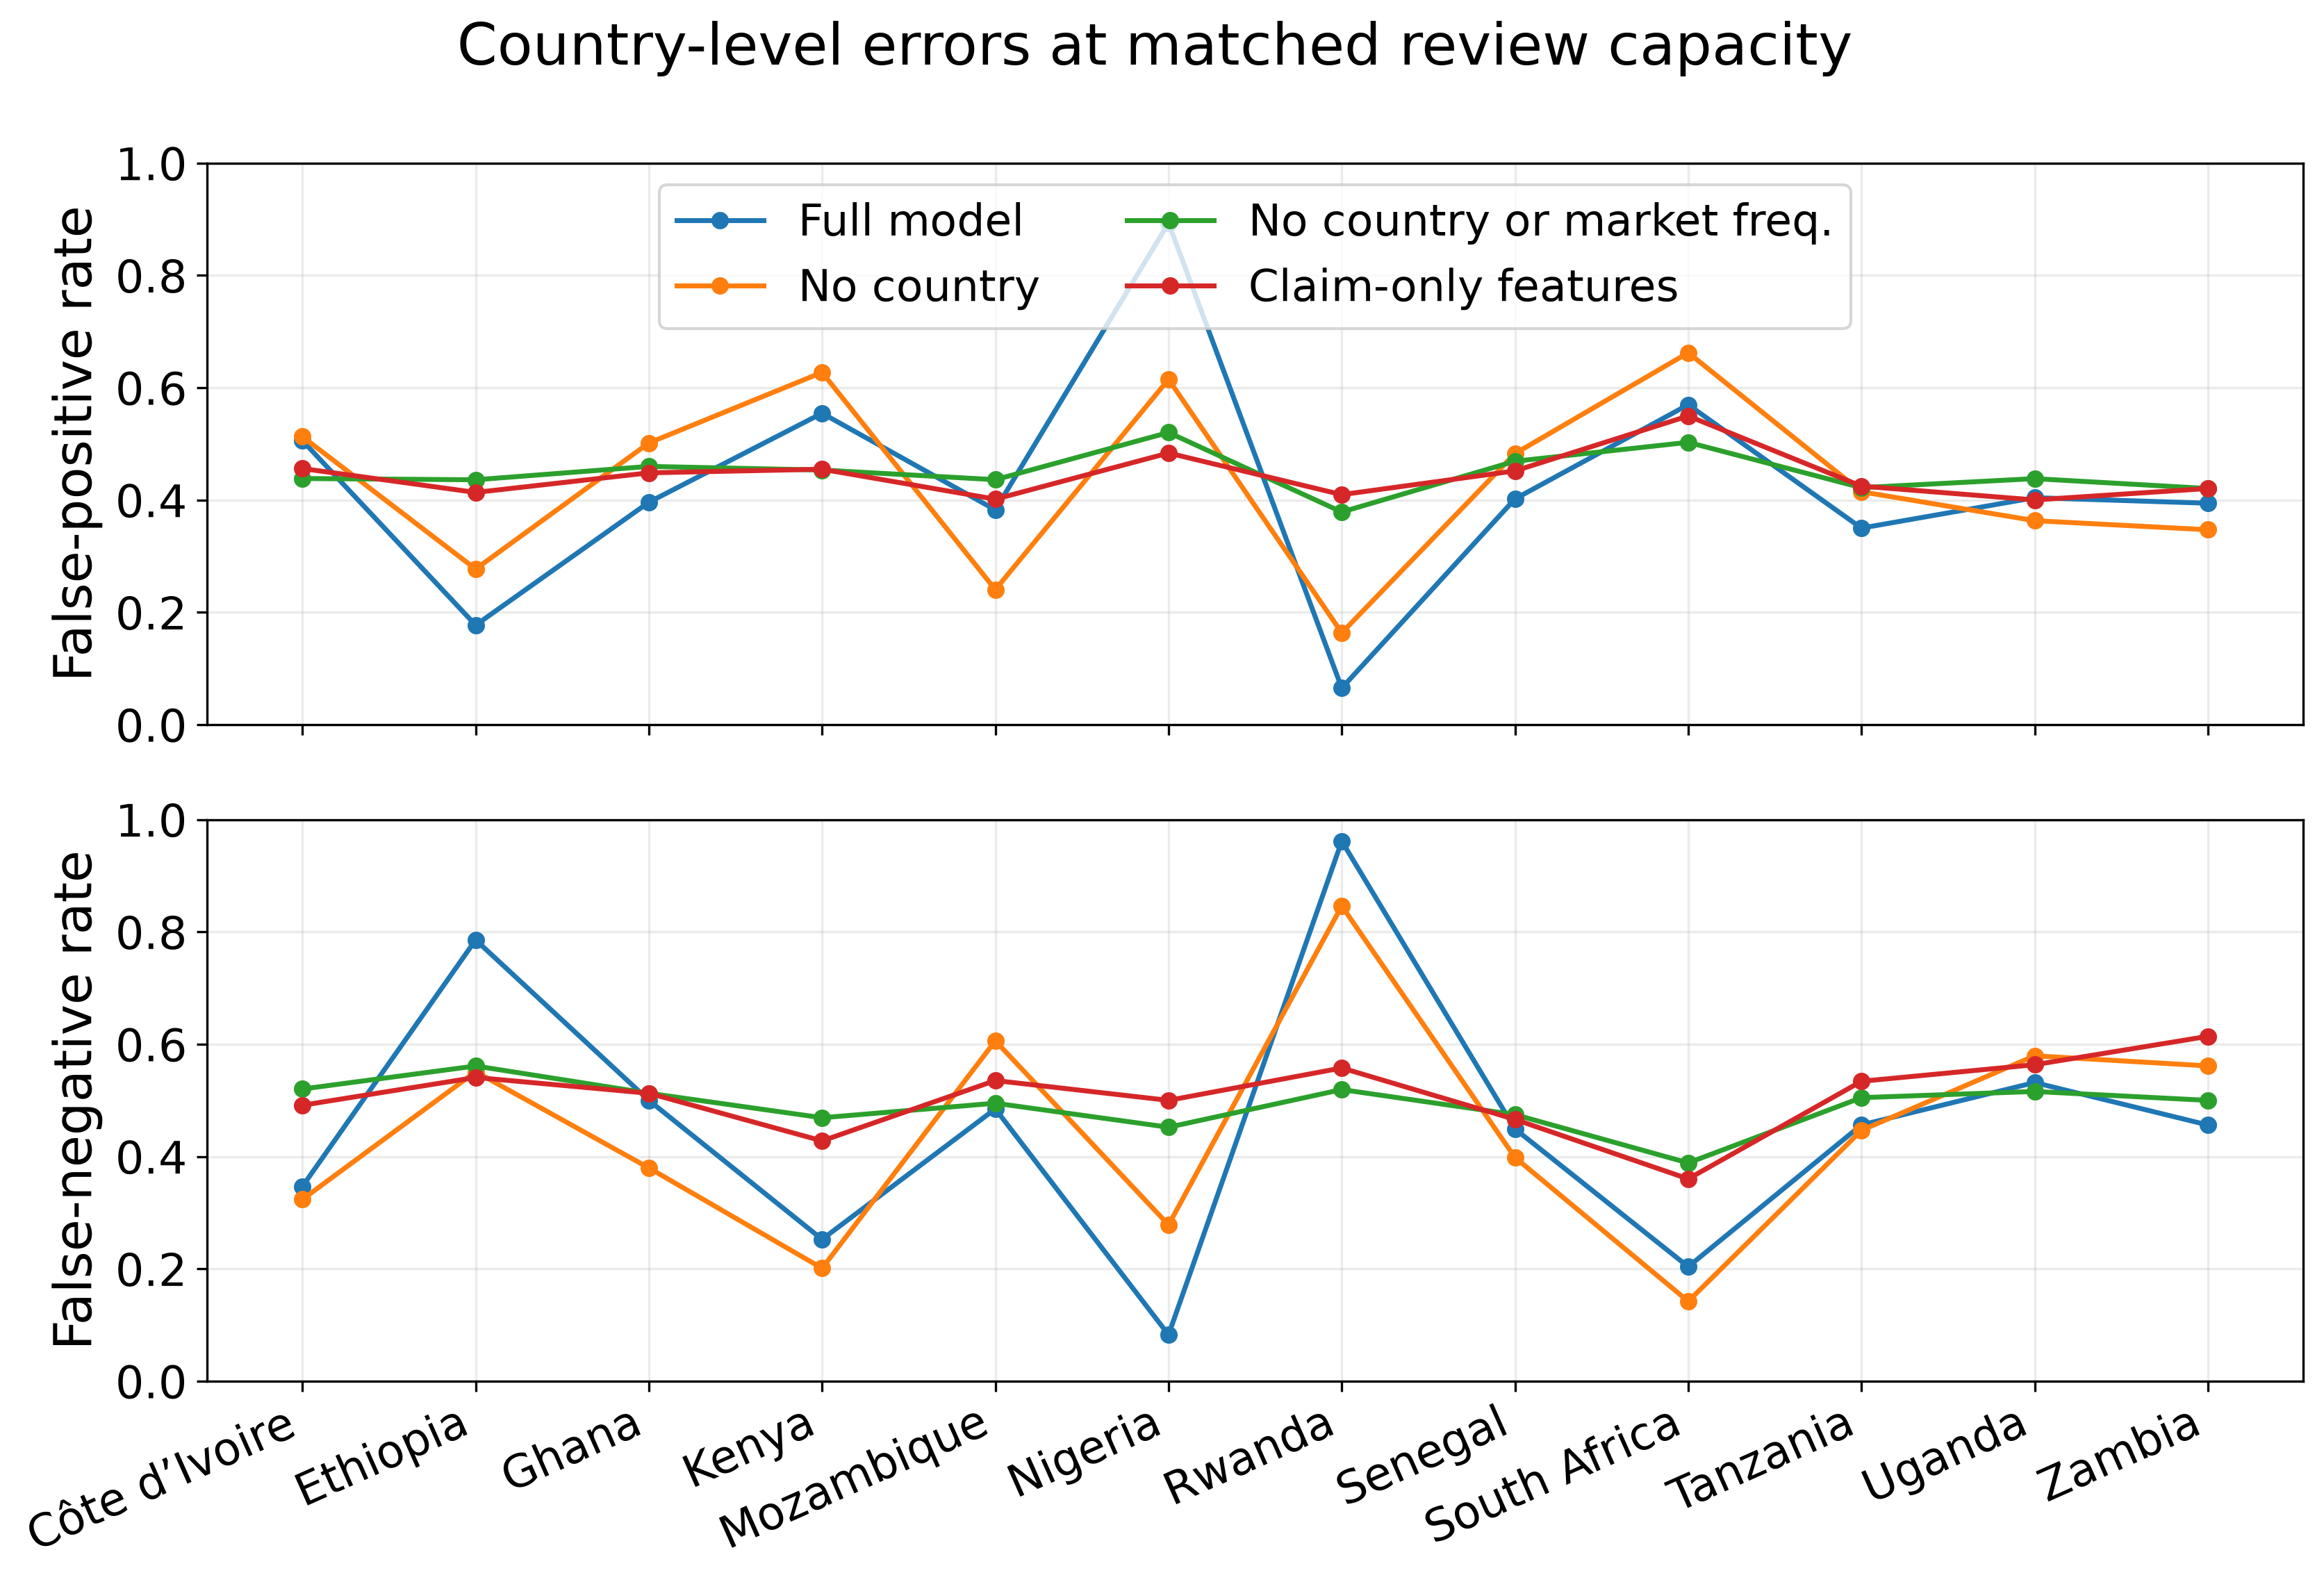 Country-level errors at matched review capacity
False-positive rate
1.0
0.8
0.6
0.4
0.2
0.0
Full model
No country
No country or market freq.
Claim-only features
False-negative rate
1.0
0.8
0.6
0.4
0.2
0.0
Côte d’Ivoire
Ethiopia
Ghana
Kenya
Mozambique
Nigeria
Rwanda
Senegal
South Africa
Tanzania
Uganda
Zambia